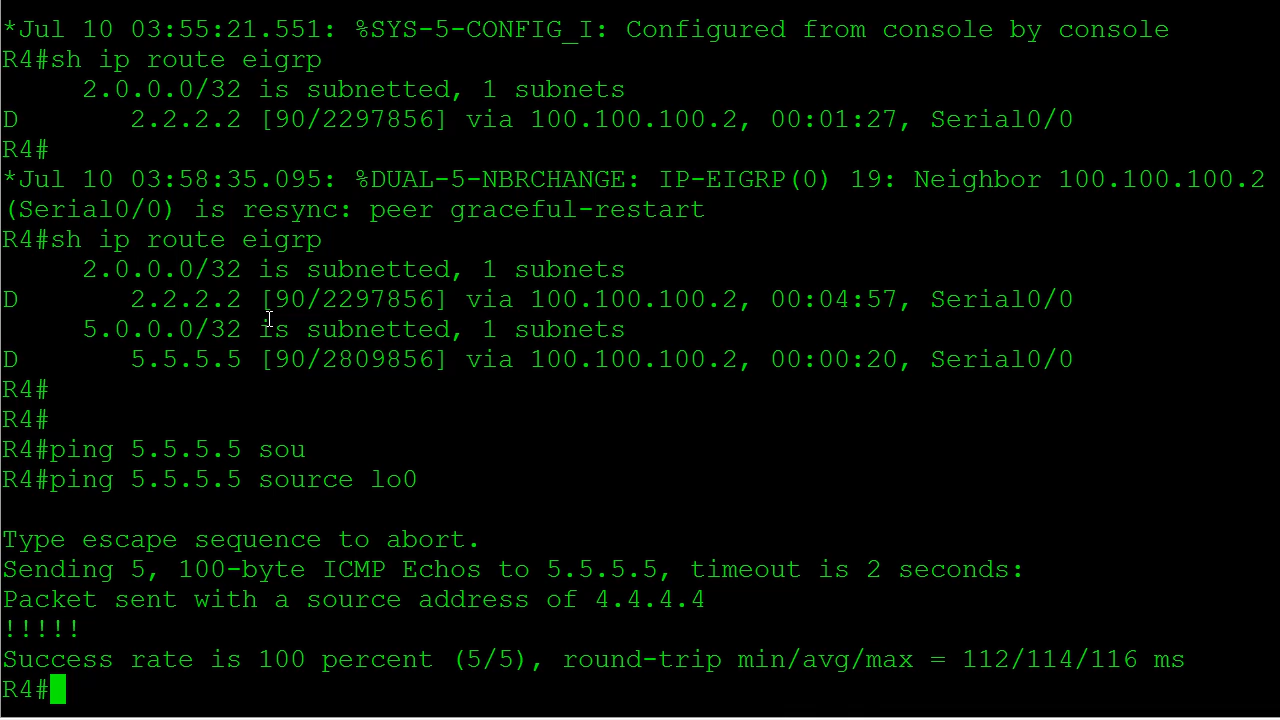 *Jul 10 03:55:21.551: %SYS-5-CONFIG_I: Configured from console by console
R4#sh ip route eigrp
     2.0.0.0/32 is subnetted, 1 subnets
D       2.2.2.2 [90/2297856] via 100.100.100.2, 00:01:27, Serial0/0
R4#
*Jul 10 03:58:35.095: %DUAL-5-NBRCHANGE: IP-EIGRP(0) 19: Neighbor 100.100.100.2
(Serial0/0) is resync: peer graceful-restart
R4#sh ip route eigrp
     2.0.0.0/32 is subnetted, 1 subnets
D       2.2.2.2 [90/2297856] via 100.100.100.2, 00:04:57, Serial0/0
     5.0.0.0/32 is subnetted, 1 subnets
D       5.5.5.5 [90/2809856] via 100.100.100.2, 00:00:20, Serial0/0
R4#
R4#
R4#ping 5.5.5.5 sou
R4#ping 5.5.5.5 source lo0

Type escape sequence to abort.
Sending 5, 100-byte ICMP Echos to 5.5.5.5, timeout is 2 seconds:
Packet sent with a source address of 4.4.4.4
!!!!!
Success rate is 100 percent (5/5), round-trip min/avg/max = 112/114/116 ms
R4#